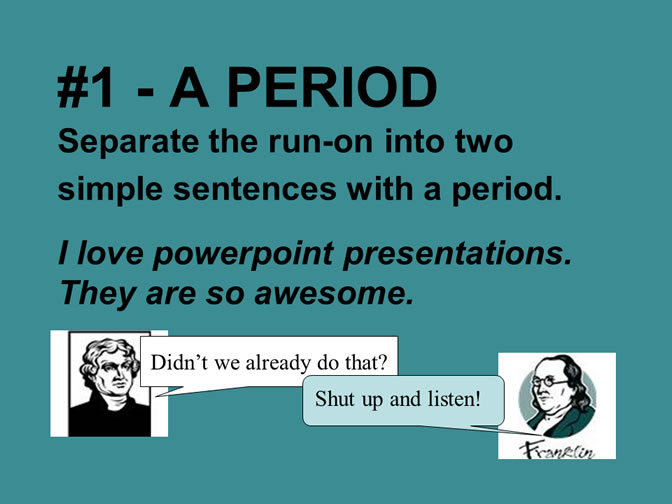 #1 - A PERIOD
Separate the run-on into two
simple sentences with a period.
I love powerpoint presentations.
They are so awesome.
Didn’t we already do that?
Shut up and listen!
Franklin